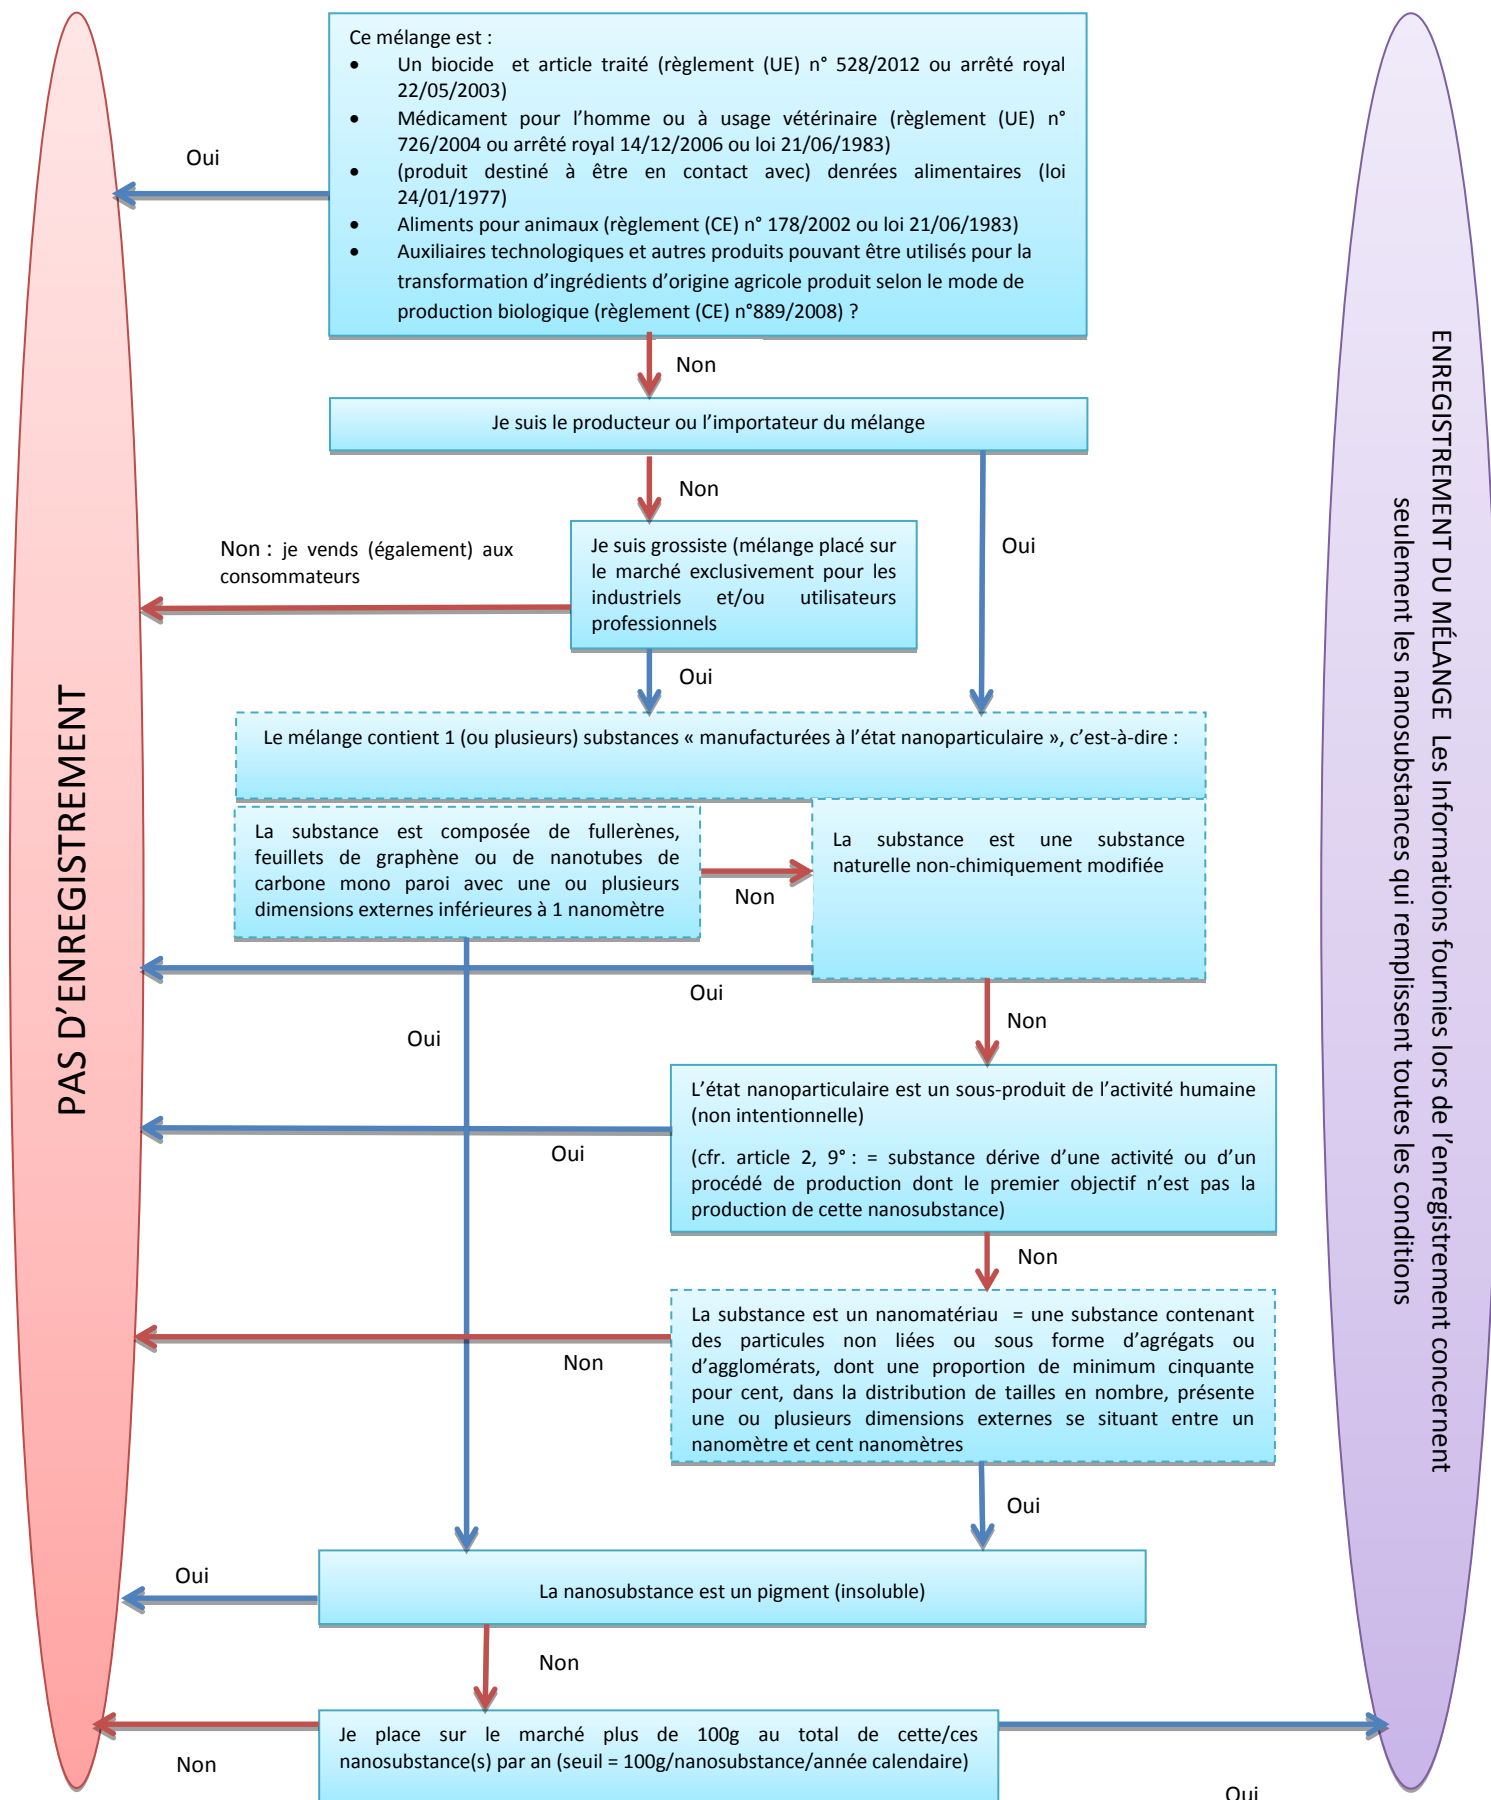 Ce mélange est :
• Un biocide et article traité (règlement (UE) n° 528/2012 ou arrêté royal
22/05/2003)
• Médicament pour l'homme ou à usage vétérinaire (règlement (UE) n°
726/2004 ou arrêté royal 14/12/2006 ou loi 21/06/1983)
• (produit destiné à être en contact avec) denrées alimentaires (loi
24/01/1977)
• Aliments pour animaux (règlement (CE) n° 178/2002 ou loi 21/06/1983)
• Auxiliaires technologiques et autres produits pouvant être utilisés pour la
transformation d'ingrédients d'origine agricole produit selon le mode de
production biologique (règlement (CE) n°889/2008) ?
Oui
Non
Je suis le producteur ou l'importateur du mélange
Non
Oui
Je suis grossiste (mélange placé sur
le marché exclusivement pour les
industriels et/ou utilisateurs
professionnels
Non : je vends (également) aux
consommateurs
Oui
Le mélange contient 1 (ou plusieurs) substances « manufacturées à l'état nanoparticulaire », c'est-à-dire :
La substance est composée de fullerènes,
feuillets de graphène ou de nanotubes de
carbone mono paroi avec une ou plusieurs
dimensions externes inférieures à 1 nanomètre
Non
La substance est une substance
naturelle non-chimiquement modifiée
Oui
Non
Oui
L'état nanoparticulaire est un sous-produit de l'activité humaine
(non intentionnelle)
(cfr. article 2, 9° : = substance dérive d'une activité ou d'un
procédé de production dont le premier objectif n'est pas la
production de cette nanosubstance)
Oui
Non
La substance est un nanomatériau = une substance contenant
des particules non liées ou sous forme d'agrégats ou
d'agglomérats, dont une proportion de minimum cinquante
pour cent, dans la distribution de tailles en nombre, présente
une ou plusieurs dimensions externes se situant entre un
nanomètre et cent nanomètres
Non
Oui
La nanosubstance est un pigment (insoluble)
Oui
Non
Je place sur le marché plus de 100g au total de cette/ces
nanosubstance(s) par an (seuil = 100g/nanosubstance/année calendaire)
Non
Oui
PAS D'ENREGISTREMENT
ENREGISTREMENT DU MÉLANGE Les Informations fournies lors de l'enregistrement concernent
seulement les nanosubstances qui remplissent toutes les conditions